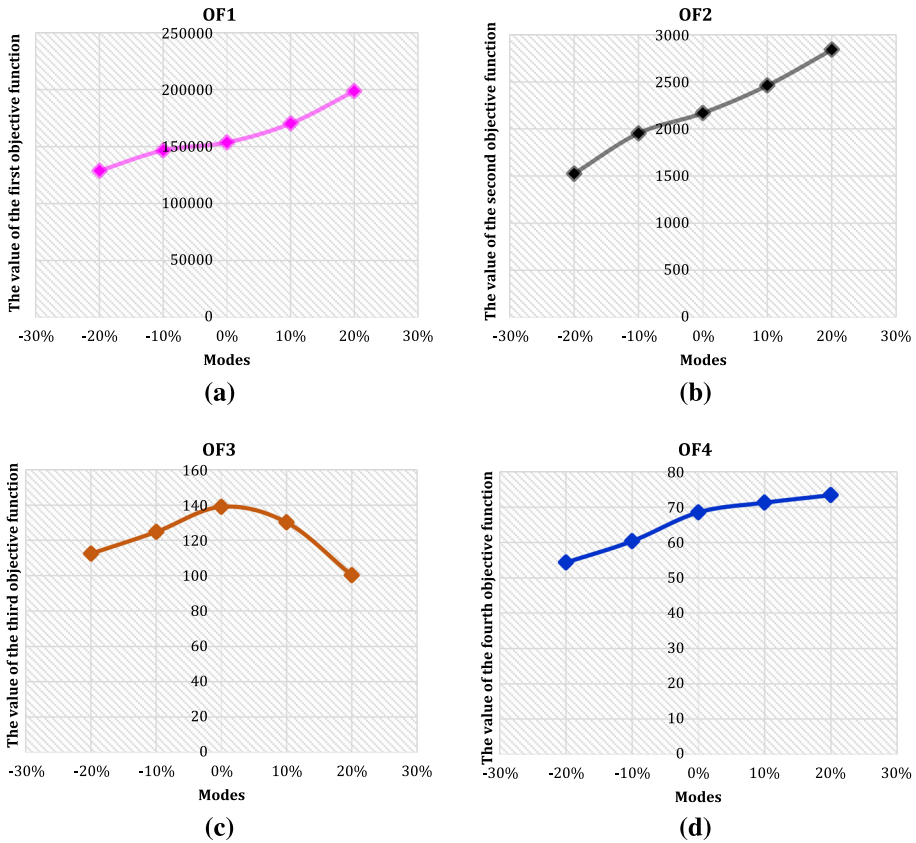 OF1
The value of the first objective function
250000
200000
150000
100000
50000
0
-30% -20% -10% 0% 10% 20% 30%
Modes
(a)
OF2
The value of the second objective function
3000
2500
2000
1500
1000
500
0
-30% -20% -10% 0% 10% 20% 30%
Modes
(b)
OF3
The value of the third objective function
160
140
120
100
80
60
40
20
0
-30% -20% -10% 0% 10% 20% 30%
Modes
(c)
OF4
The value of the fourth objective function
80
70
60
50
40
30
20
10
0
-30% -20% -10% 0% 10% 20% 30%
Modes
(d)